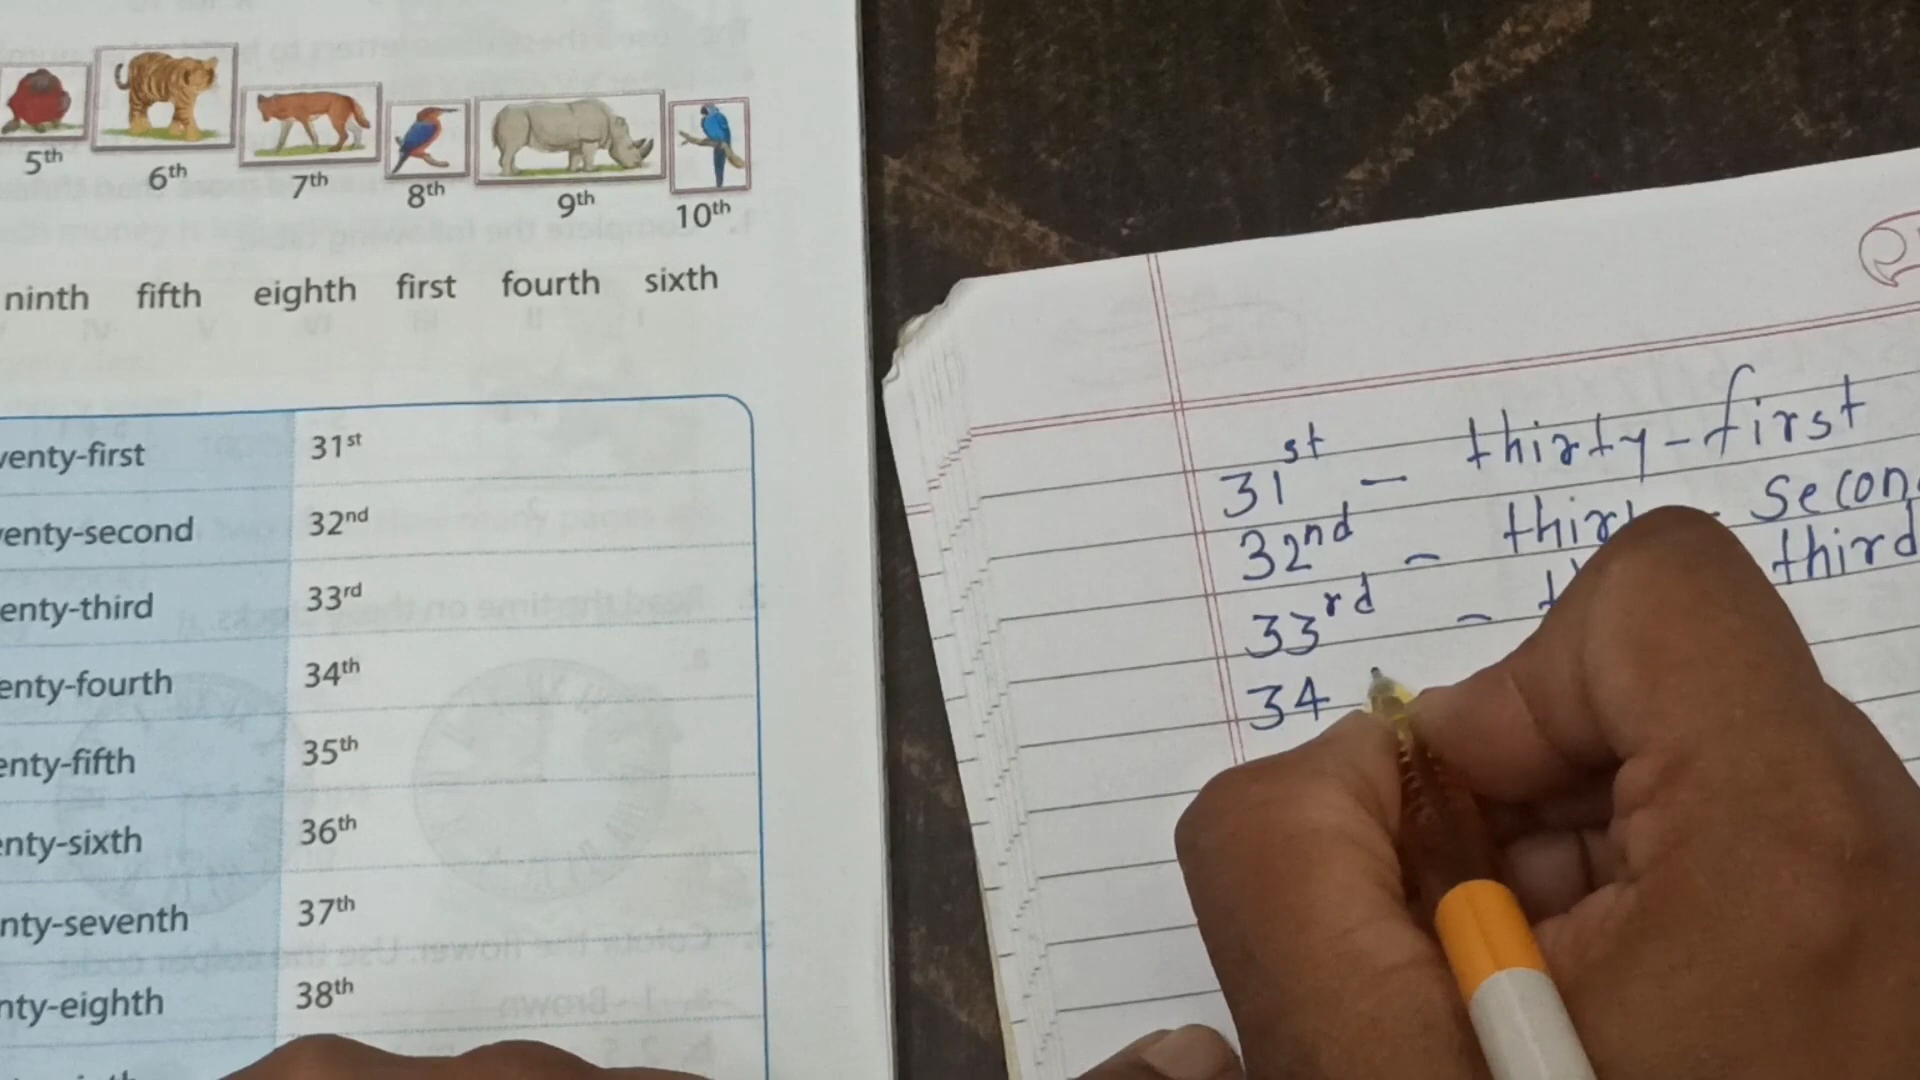 5th 6th 7th 8th 9th 10th
ninth fifth eighth first fourth sixth
enty-first 31st
enty-second 32nd
enty-third 33rd
enty-fourth 34th
enty-fifth 35th
nty-sixth 36th
nty-seventh 37th
nty-eighth 38th
31st - thirty-first
32nd - thir - Secon
33rd - third
34